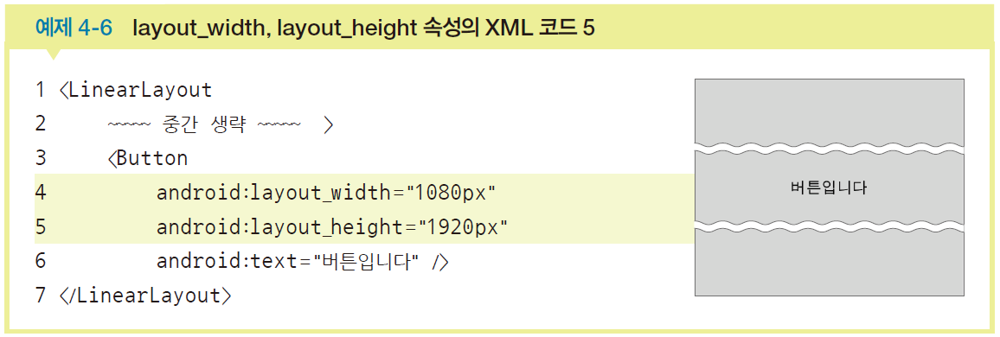 예제 4-6 layout_width, layout_height 속성의 XML 코드 5
1 <LinearLayout
2 ~~~~~ 중간 생략 ~~~~~ >
3 <Button
4 android:layout_width="1080px"
5 android:layout_height="1920px"
6 android:text="버튼입니다" />
7 </LinearLayout>
버튼입니다